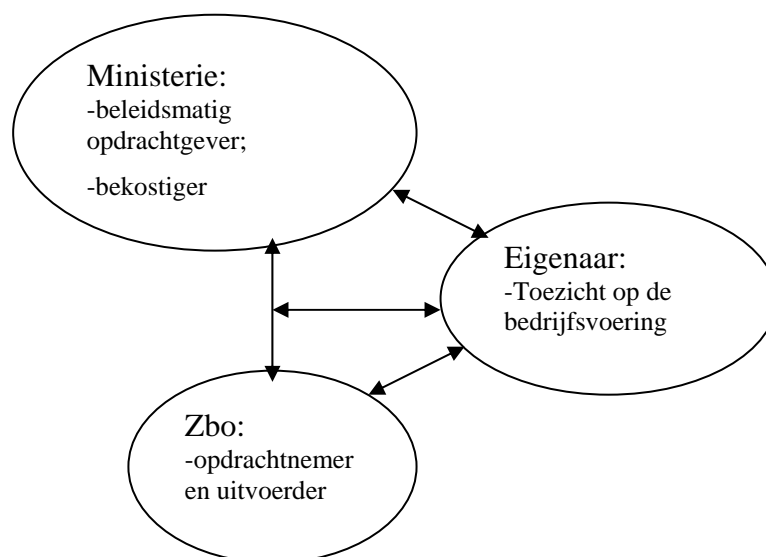 Ministerie:
-beleidsmatig
opdrachtgever;
-bekostiger
Eigenaar:
-Toezicht op de
bedrijfsvoering
Zbo:
-opdrachtnemer
en uitvoerder